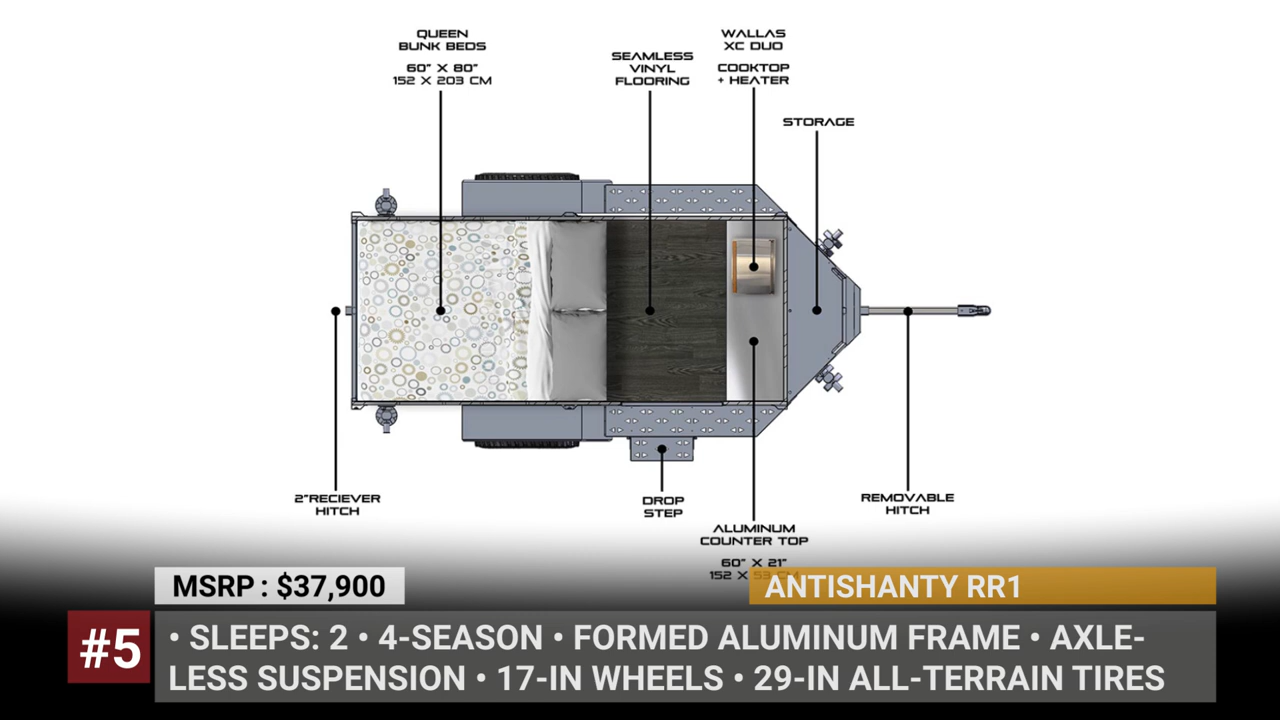 QUEEN
BUNK BEDS
60" X 80"
152 X 203 CM
SEAMLESS
VINYL
FLOORING
WALLAS
XC DUO
COOKTOP
+ HEATER
STORAGE
2"RECIEVER
HITCH
DROP
STEP
REMOVABLE
HITCH
ALUMINUM
COUNTER TOP
60" X 21"
152 X 53 CM
MSRP : $37,900
ANTISHANTY RR1
#5
• SLEEPS: 2 • 4-SEASON • FORMED ALUMINUM FRAME • AXLE-
LESS SUSPENSION • 17-IN WHEELS • 29-IN ALL-TERRAIN TIRES